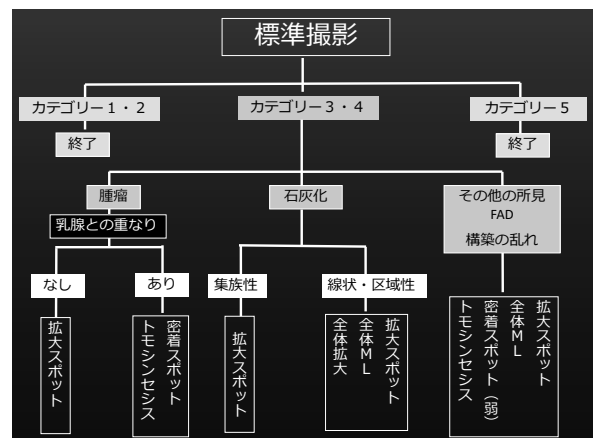 標準撮影
カテゴリー１・２
カテゴリー３・４
カテゴリー５
終了
終了
腫瘤
石灰化
その他の所見
FAD
構築の乱れ
乳腺との重なり
なし
あり
集族性
線状・区域性
拡大スポット
密着スポット
トモシンセシス
拡大スポット
拡大スポット
全体ＭＬ
全体拡大
拡大スポット
全体ＭＬ
密着スポット（弱）
トモシンセシス